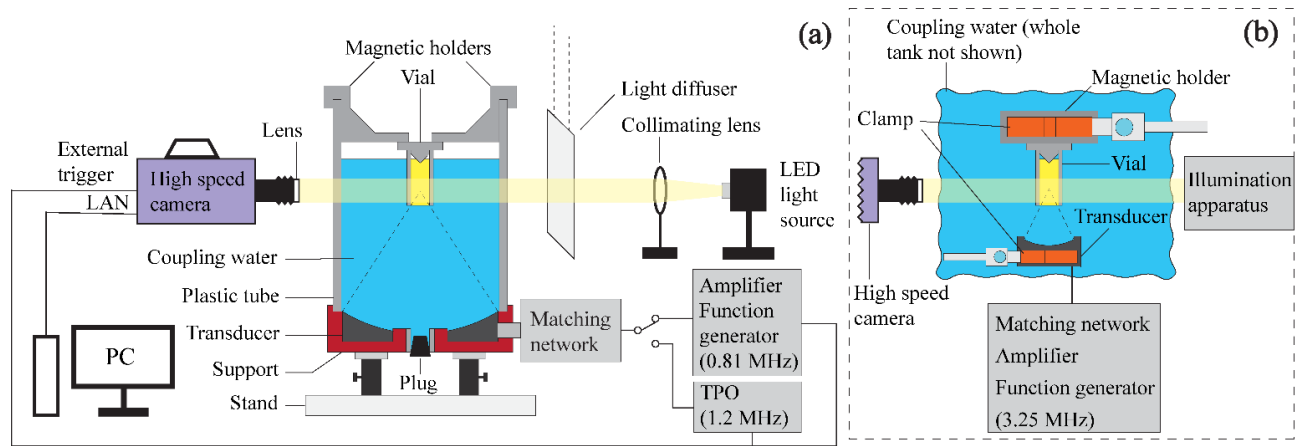 (a)
Magnetic holders
Vial
Light diffuser
Collimating lens
Lens
External
trigger
LAN
High speed
camera
LED
light
source
Coupling water
Plastic tube
Transducer
Support
Stand
Plug
PC
Matching
network
Amplifier
Function
generator
(0.81 MHz)
TPO
(1.2 MHz)
(b)
Coupling water (whole
tank not shown)
Magnetic holder
Clamp
Vial
Illumination
apparatus
Transducer
High speed
camera
Matching network
Amplifier
Function generator
(3.25 MHz)